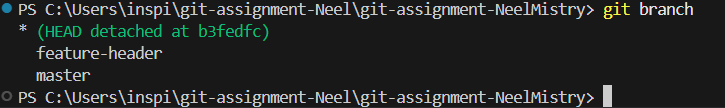 PS C:\Users\inspi\git-assignment-Neel\git-assignment-NeelMistry> git branch
* (HEAD detached at b3fedfc)
feature-header
master
PS C:\Users\inspi\git-assignment-Neel\git-assignment-NeelMistry>